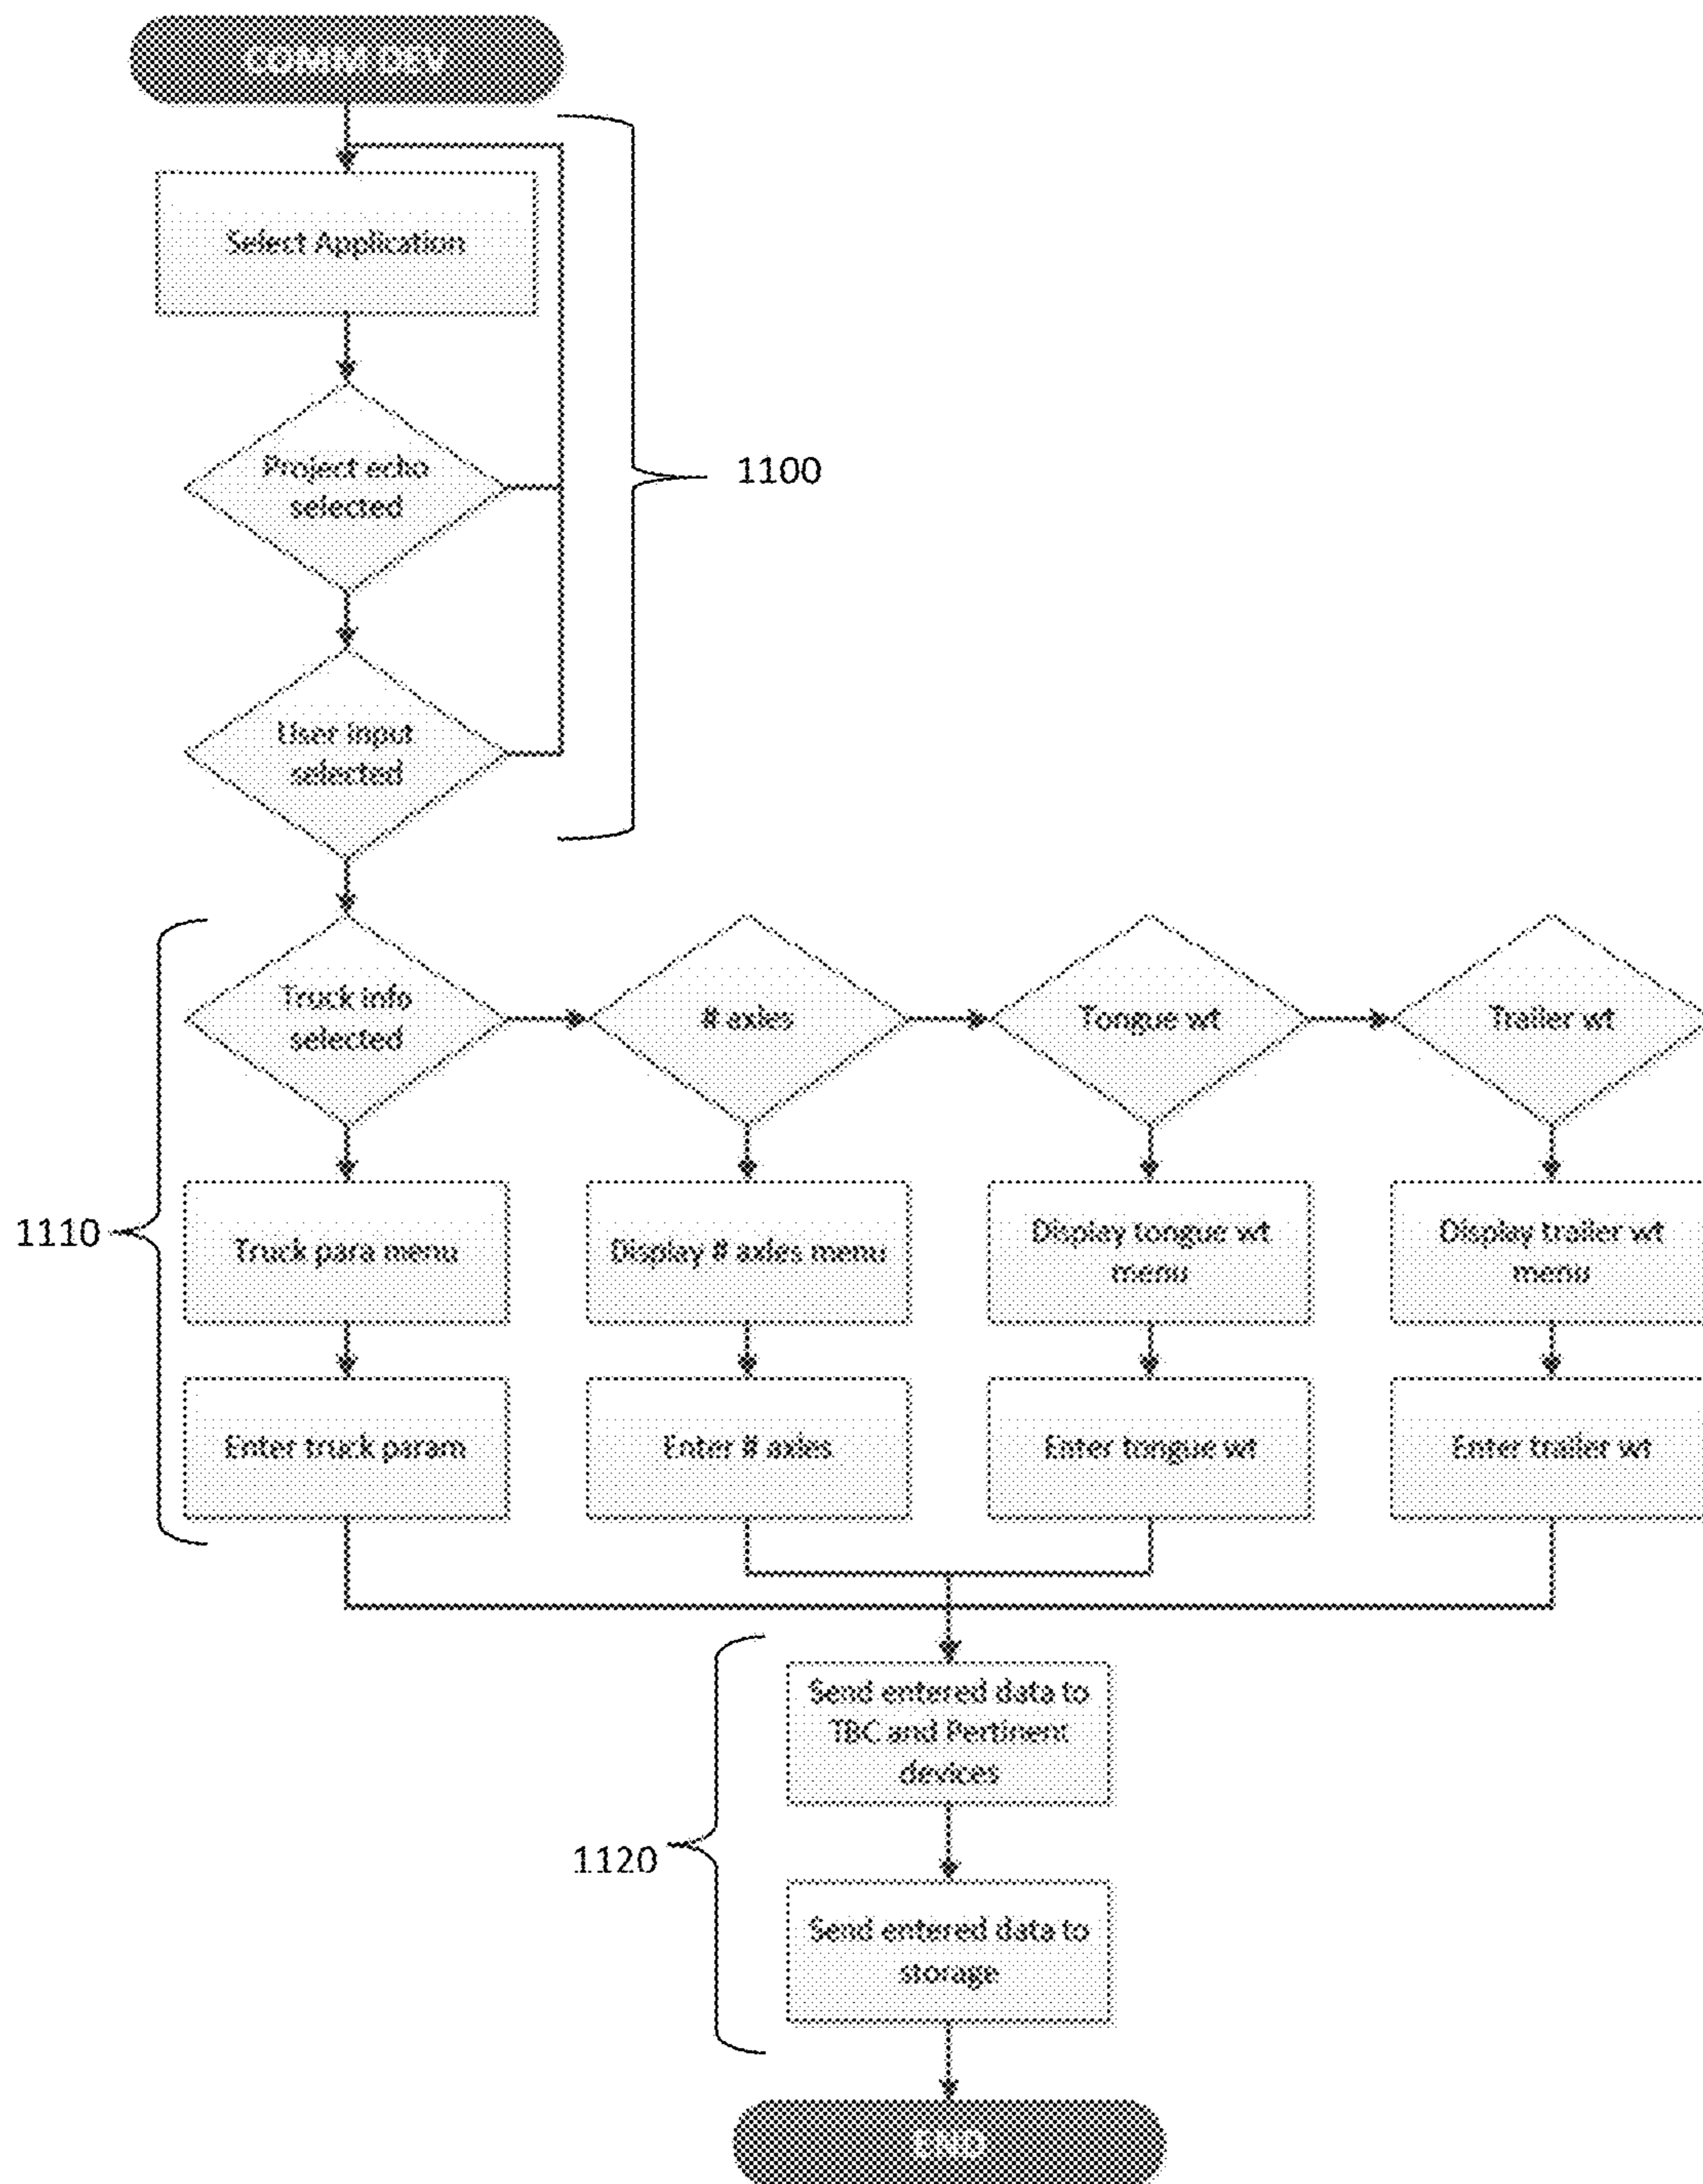 COMM DEV
Select Application
Project echo
selected
1100
User input
selected
Truck info
selected
# axles
Tongue wt
Trailer wt
1110
Truck para menu
Display # axles menu
Display tongue wt
menu
Display trailer wt
menu
Enter truck param
Enter # axles
Enter tongue wt
Enter trailer wt
Send entered data to
TBC and Pertinent
devices
1120
Send entered data to
storage
END